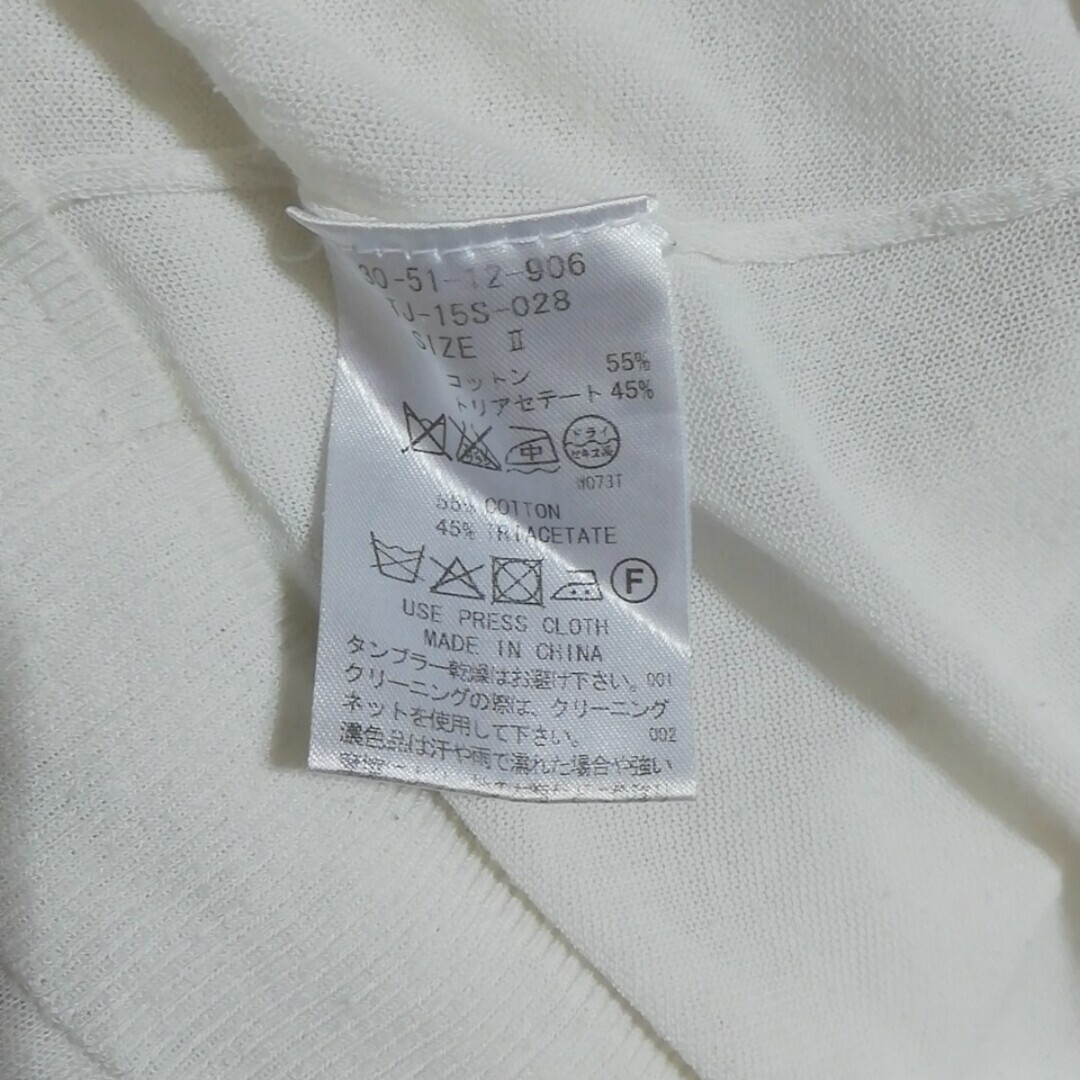 30-51-12-906
TJ-15S-028
SIZE Ⅱ
コットン 55%
トリアセテート 45%
中 ドライ セキユ系
W073T
55% COTTON
45% TRIACETATE
F
USE PRESS CLOTH
MADE IN CHINA
タンブラー乾燥はお避け下さい。001
クリーニングの際は、クリーニング
ネットを使用して下さい。 002
濃色品は汗や雨で濡れた場合や強い